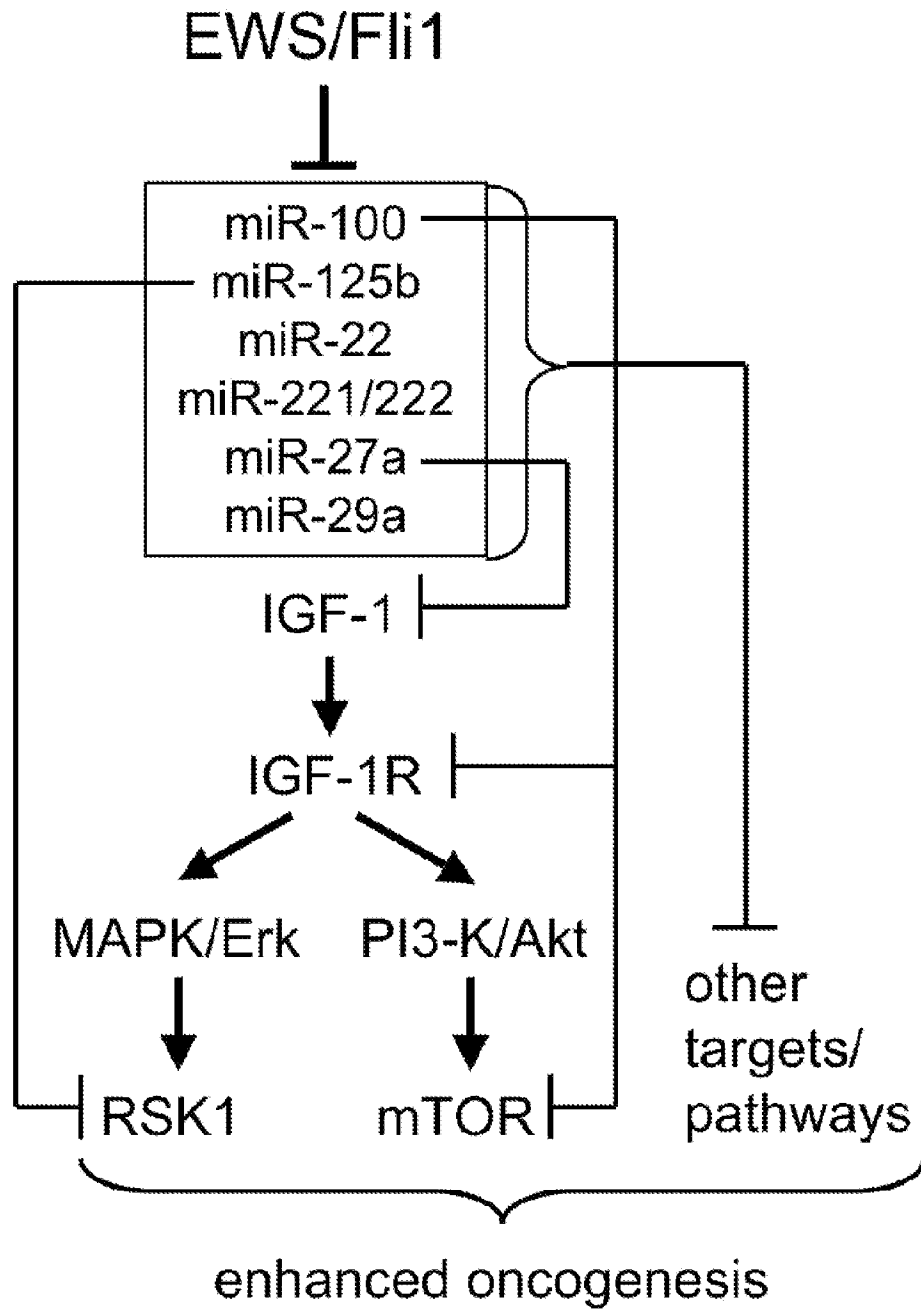 EWS/Fli1
miR-100
miR-125b
miR-22
miR-221/222
miR-27a
miR-29a
IGF-1
IGF-1R
MAPK/Erk
PI3-K/Akt
other
targets/
pathways
RSK1
mTOR
enhanced oncogenesis